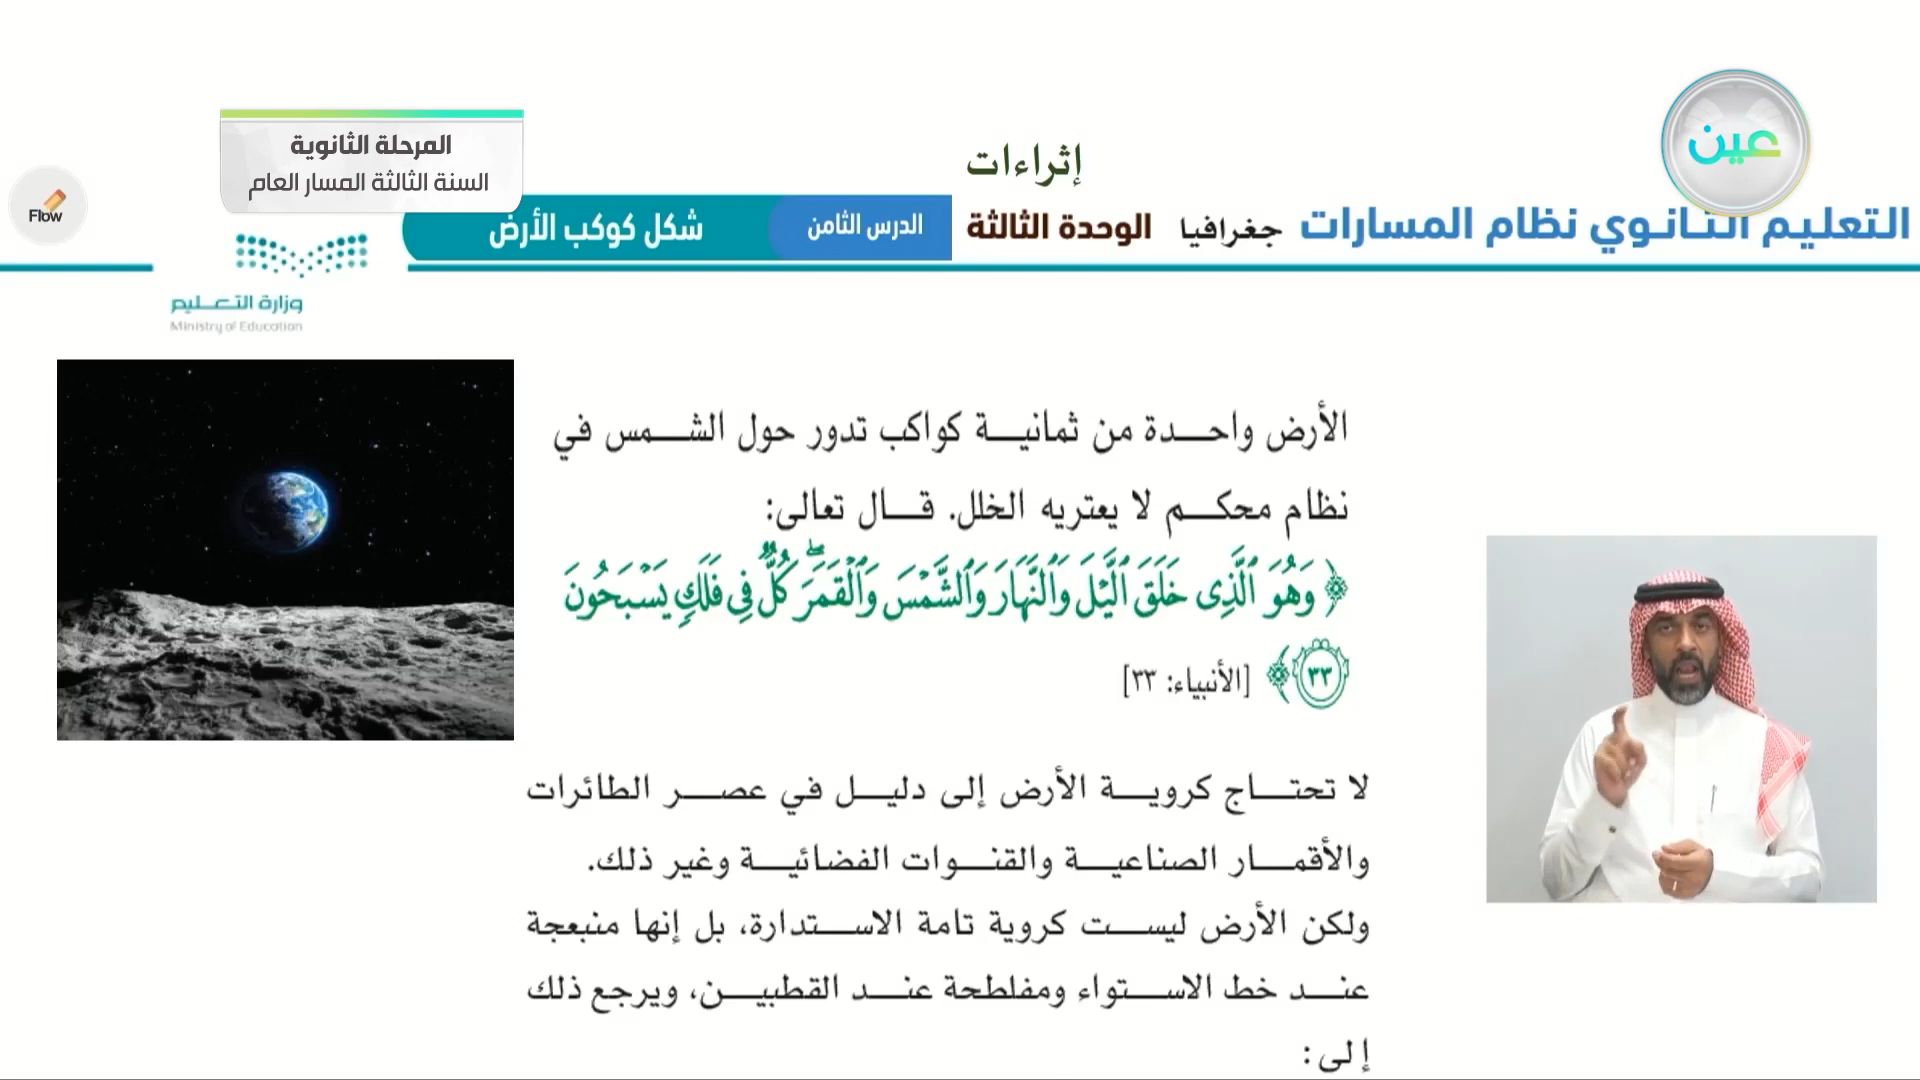 عين
المرحلة الثانوية
السنة الثالثة المسار العام
Flow
إثراءات
التعليم الثانوي نظام المسارات
جغرافيا
الوحدة الثالثة
الدرس الثامن
شكل كوكب الأرض
وزارة التعليم
Ministry of Education
الأرض واحدة من ثمانية كواكب تدور حول الشمس في
نظام محكم لا يعتريه الخلل. قال تعالى:
﴿ وَهُوَ ٱلَّذِى خَلَقَ ٱلَّيْلَ وَٱلنَّهَارَ وَٱلشَّمْسَ وَٱلْقَمَرَ ۖ كُلٌّ فِى فَلَكٍ يَسْبَحُونَ
٣٣ ﴾ [الأنبياء: ٣٣]
لا تحتاج كروية الأرض إلى دليل في عصر الطائرات
والأقمار الصناعية والقنوات الفضائية وغير ذلك.
ولكن الأرض ليست كروية تامة الاستدارة، بل إنها منبعجة
عند خط الاستواء ومفلطحة عند القطبين، ويرجع ذلك
إلى: